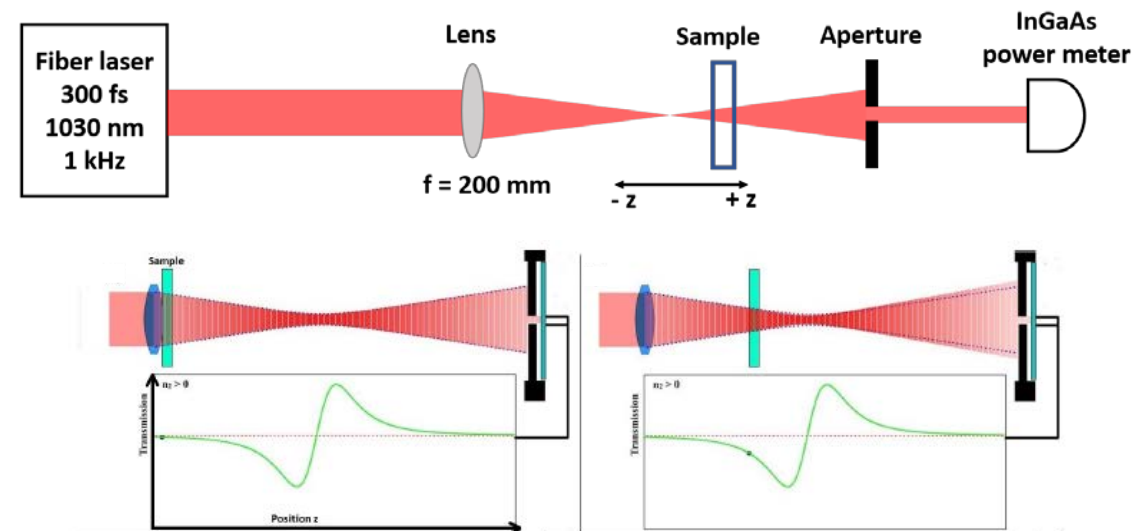 Fiber laser
300 fs
1030 nm
1 kHz
Lens
f = 200 mm
Sample
- z
+ z
Aperture
InGaAs
power meter
Sample
n₂ > 0
Transmission
Position z
n₂ > 0
Transmission